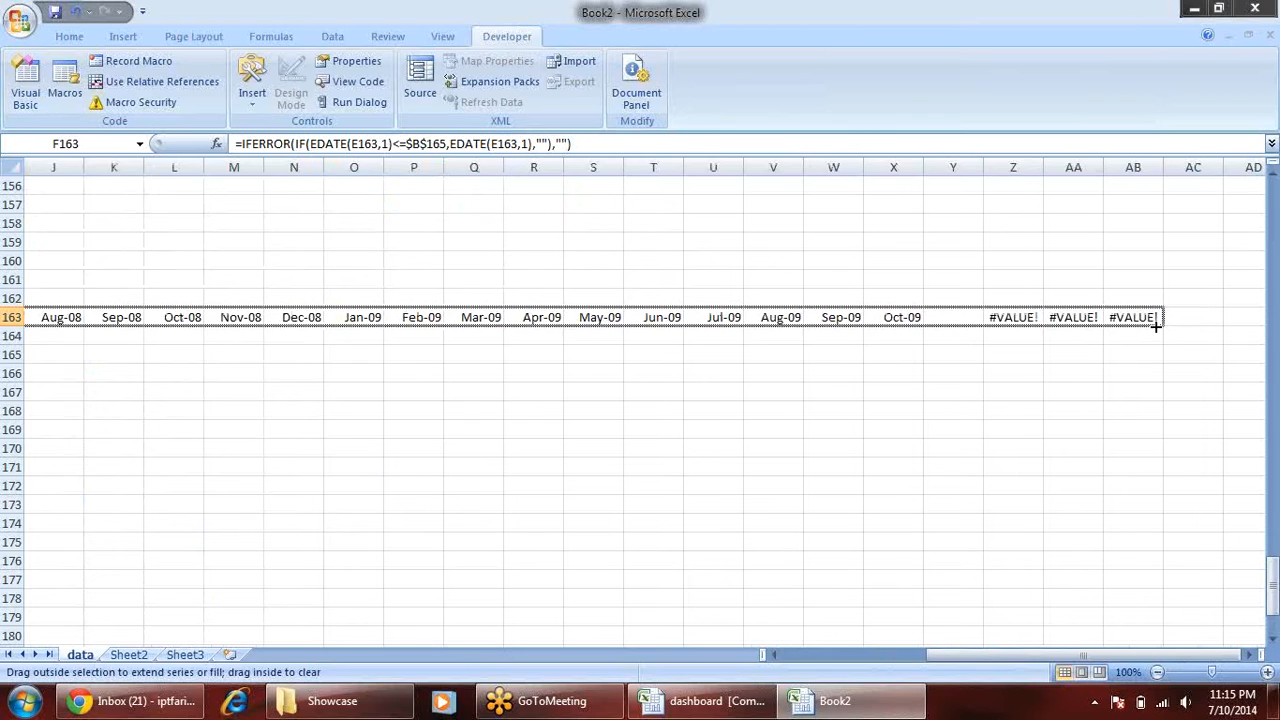 Book2 - Microsoft Excel
Home Insert Page Layout Formulas Data Review View Developer
Visual Basic
Macros
Record Macro
Use Relative References
Macro Security
Code
Insert
Design Mode
Properties
View Code
Run Dialog
Controls
Source
Map Properties
Expansion Packs
Refresh Data
Import
Export
XML
Document Panel
Modify
F163 fx =IFERROR(IF(EDATE(E163,1)<=$B$165,EDATE(E163,1),""),"")
J K L M N O P Q R S T U V W X Y Z AA AB AC AD
156
157
158
159
160
161
162
163 Aug-08 Sep-08 Oct-08 Nov-08 Dec-08 Jan-09 Feb-09 Mar-09 Apr-09 May-09 Jun-09 Jul-09 Aug-09 Sep-09 Oct-09 #VALUE! #VALUE! #VALUE!
164
165
166
167
168
169
170
171
172
173
174
175
176
177
178
179
180
data Sheet2 Sheet3
Drag outside selection to extend series or fill; drag inside to clear 100%
Inbox (21) - iptfari... Showcase GoToMeeting dashboard [Com... Book2 11:15 PM
7/10/2014